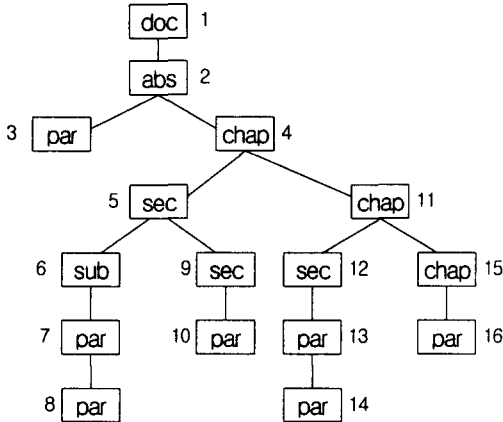 doc 1
abs 2
3 par chap 4
5 sec chap 11
6 sub 9 sec sec 12 chap 15
7 par 10 par par 13 par 16
8 par par 14